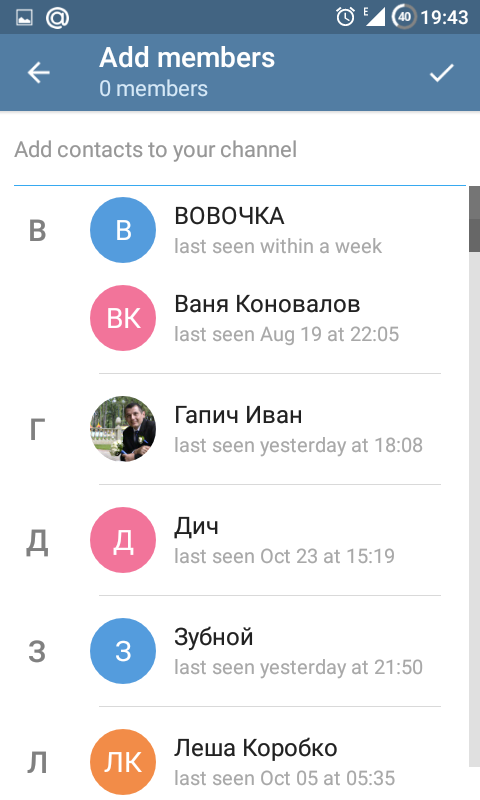 E 40 19:43
Add members
0 members
Add contacts to your channel
В
В
ВОВОЧКА
last seen within a week
ВК
Ваня Коновалов
last seen Aug 19 at 22:05
Г
Гапич Иван
last seen yesterday at 18:08
Д
Д
Дич
last seen Oct 23 at 15:19
З
З
Зубной
last seen yesterday at 21:50
Л
ЛК
Леша Коробко
last seen Oct 05 at 05:35